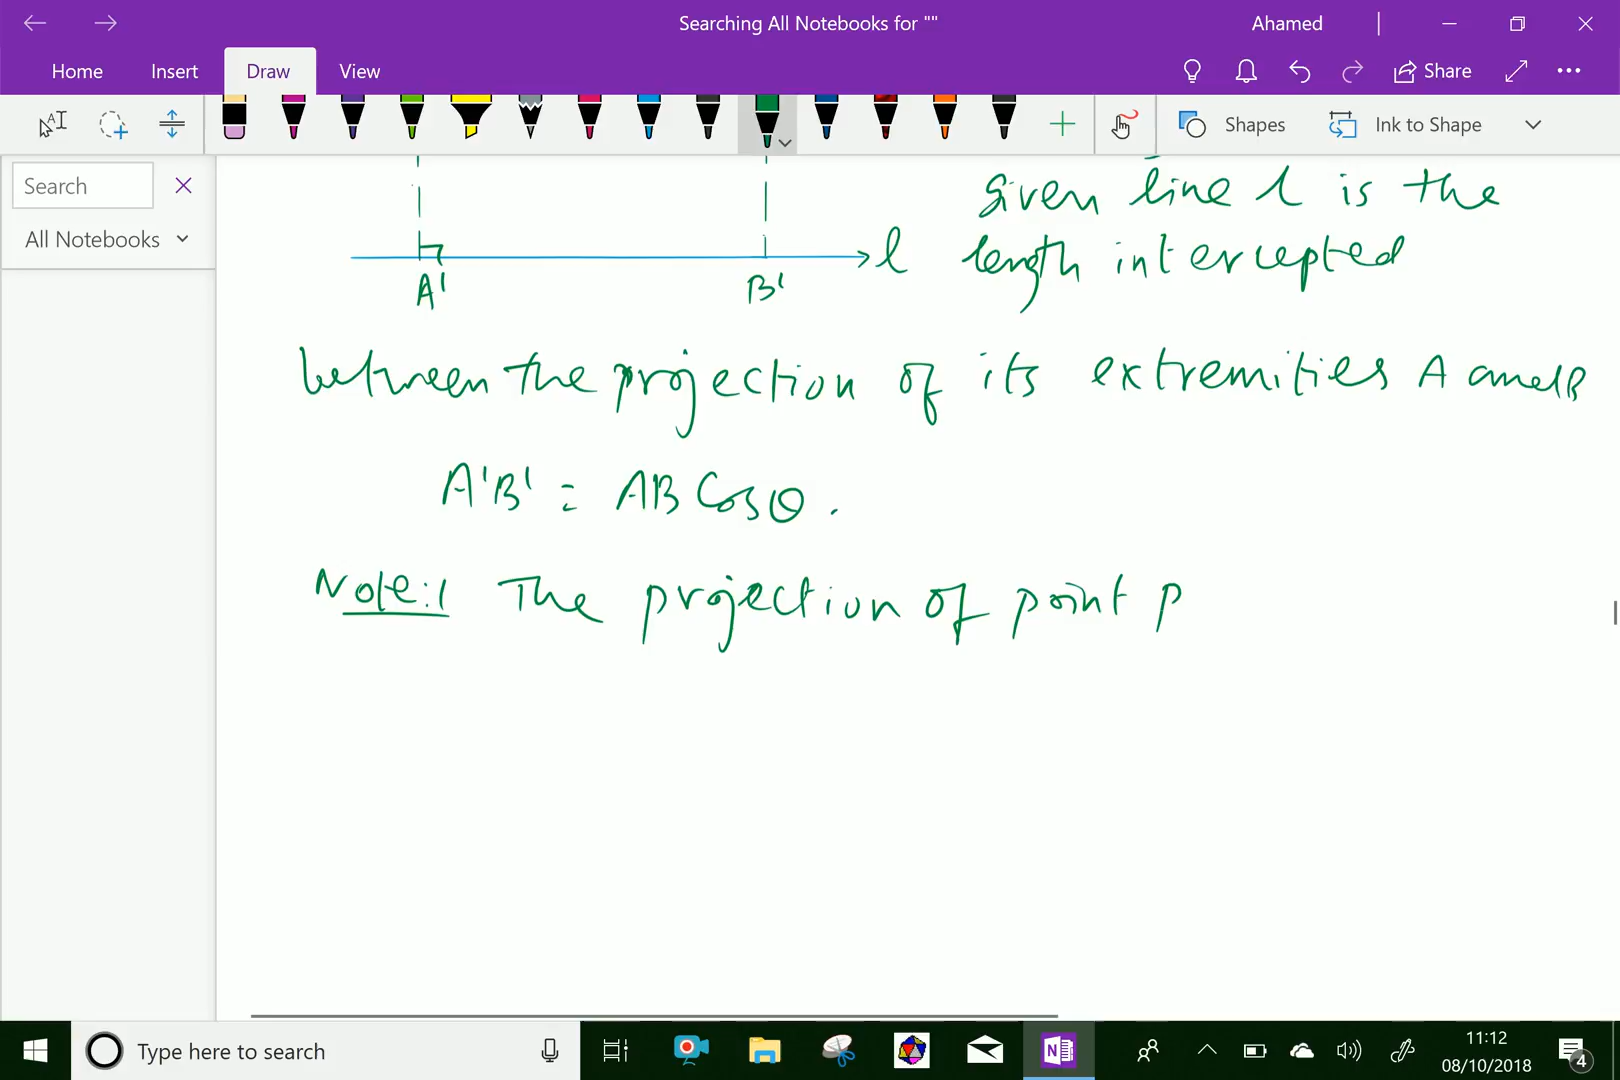 Searching All Notebooks for ""
Ahamed
Home Insert Draw View
Share
Shapes
Ink to Shape
Search
All Notebooks
given line l is the
l length intercepted
A' B'
between the projection of its extremities A and B
A'B' = AB Cosθ.
Note:1 The projection of point P
Type here to search
11:12
08/10/2018
4